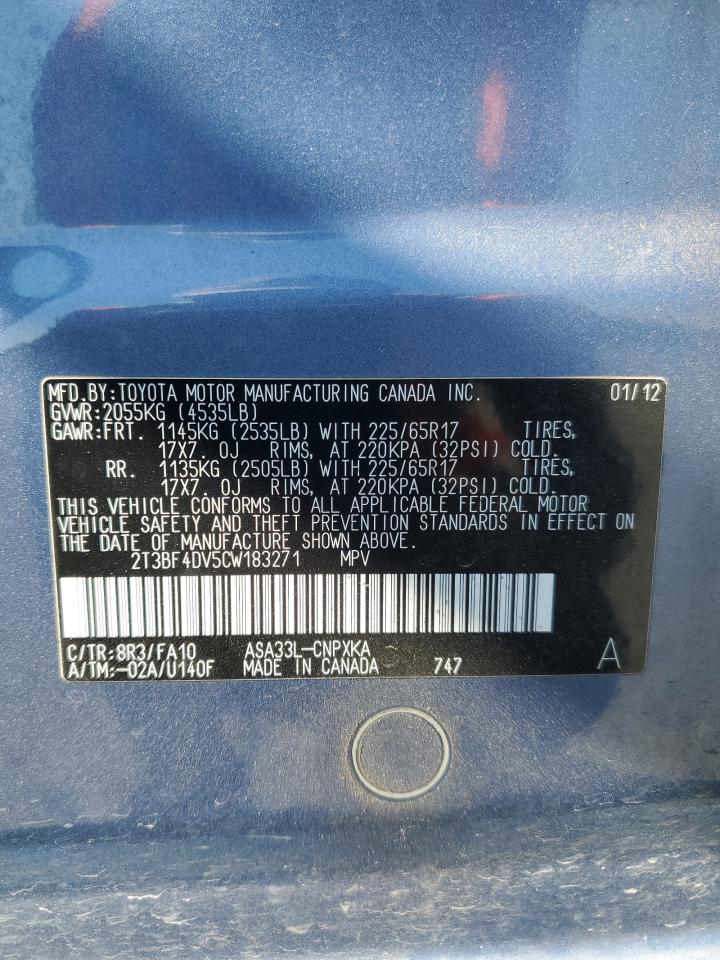 MFD.BY:TOYOTA MOTOR MANUFACTURING CANADA INC. 01/12
GVWR:2055KG (4535LB)
GAWR:FRT. 1145KG (2535LB) WITH 225/65R17 TIRES,
17X7.0J RIMS, AT 220KPA (32PSI) COLD.
RR. 1135KG (2505LB) WITH 225/65R17 TIRES,
17X7.0J RIMS, AT 220KPA (32PSI) COLD.
THIS VEHICLE CONFORMS TO ALL APPLICABLE FEDERAL MOTOR
VEHICLE SAFETY AND THEFT PREVENTION STANDARDS IN EFFECT ON
THE DATE OF MANUFACTURE SHOWN ABOVE.
2T3BF4DV5CW183271 MPV
C/TR:8R3/FA10 ASA33L-CNPXKA
A/TM:-02A/U140F MADE IN CANADA 747 A